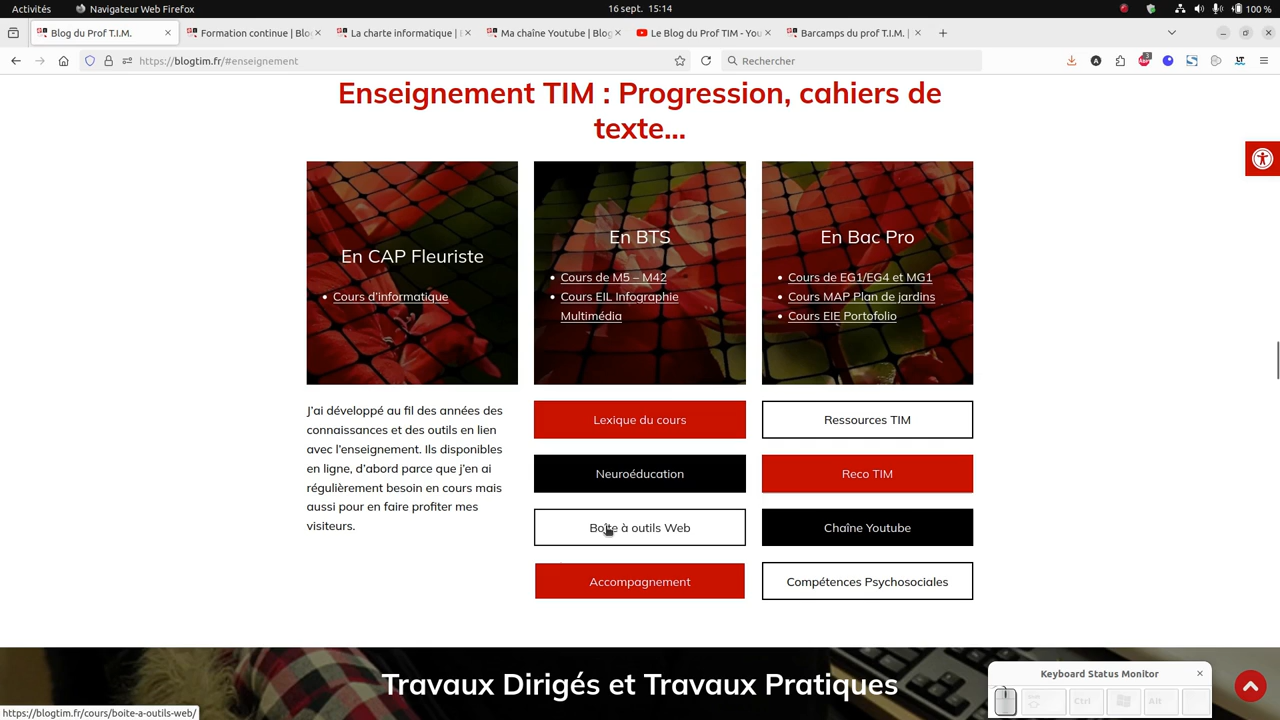 Activités
Navigateur Web Firefox
16 sept. 15:14
100 %
Blog du Prof T.I.M.
Formation continue | Blog
La charte informatique | 
Ma chaîne Youtube | Blog
Le Blog du Prof TIM - You
Barcamps du prof T.I.M. |
https://blogtim.fr/#enseignement
Rechercher
Enseignement TIM : Progression, cahiers de
texte…
En CAP Fleuriste
Cours d'informatique
En BTS
Cours de M5 – M42
Cours EIL Infographie
Multimédia
En Bac Pro
Cours de EG1/EG4 et MG1
Cours MAP Plan de jardins
Cours EIE Portofolio
J'ai développé au fil des années des
connaissances et des outils en lien
avec l'enseignement. Ils disponibles
en ligne, d'abord parce que j'en ai
régulièrement besoin en cours mais
aussi pour en faire profiter mes
visiteurs.
Lexique du cours
Ressources TIM
Neuroéducation
Reco TIM
Boîte à outils Web
Chaîne Youtube
Accompagnement
Compétences Psychosociales
Travaux Dirigés et Travaux Pratiques
Keyboard Status Monitor
Ctrl
Alt
https://blogtim.fr/cours/boite-a-outils-web/